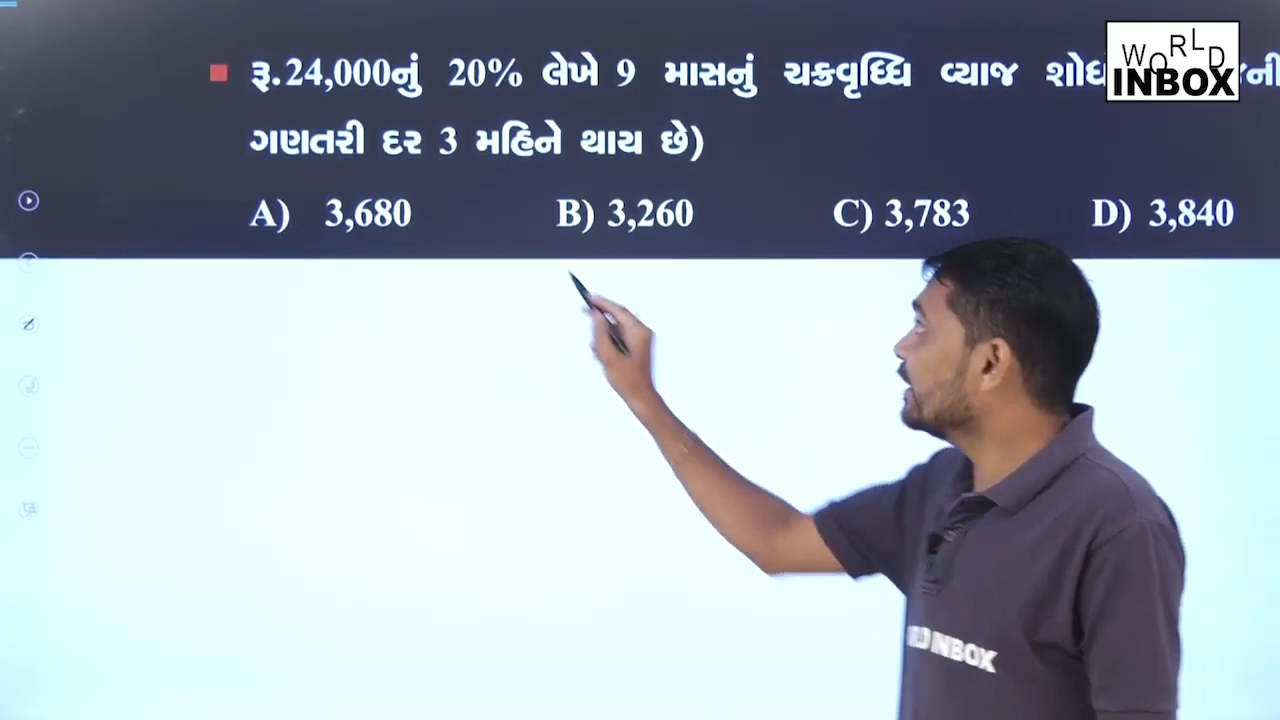 રૂ.24,000નું 20% લેખે 9 માસનું ચક્રવૃધ્ધિ વ્યાજ
ગણતરી દર 3 મહિને થાય છે)
A) 3,680 B) 3,260 C) 3,783 D) 3,840
WORLD
INBOX
INBOX